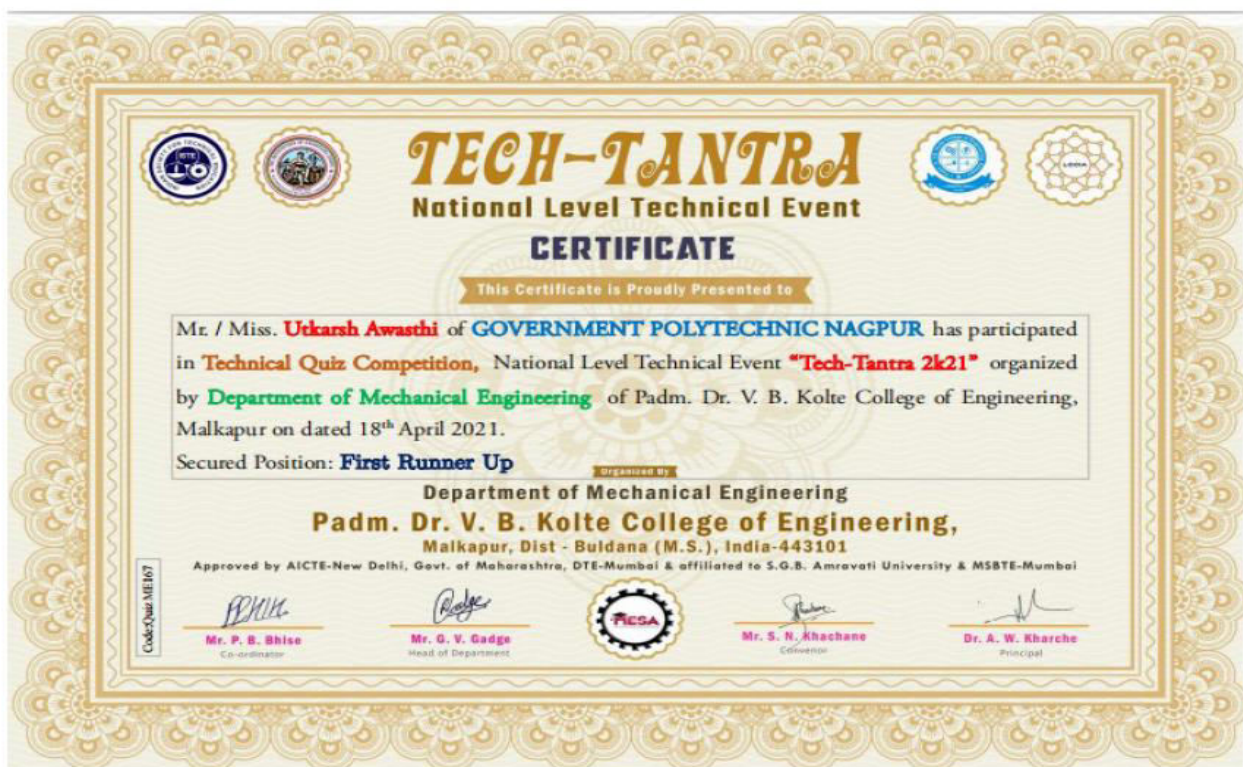 TECH-TANTRA
National Level Technical Event
CERTIFICATE
This Certificate is Proudly Presented to
Mr. / Miss. Utkarsh Awasthi of GOVERNMENT POLYTECHNIC NAGPUR has participated
in Technical Quiz Competition, National Level Technical Event "Tech-Tantra 2k21" organized
by Department of Mechanical Engineering of Padm. Dr. V. B. Kolte College of Engineering,
Malkapur on dated 18th April 2021.
Secured Position: First Runner Up
Organized By
Department of Mechanical Engineering
Padm. Dr. V. B. Kolte College of Engineering,
Malkapur, Dist - Buldana (M.S.), India-443101
Approved by AICTE-New Delhi, Govt. of Maharashtra, DTE-Mumbai & affiliated to S.G.B. Amravati University & MSBTE-Mumbai
Code:Quiz ME167
MESA
Mr. P. B. Bhise
Co-ordinator
Mr. G. V. Gadge
Head of Department
Mr. S. N. Khachane
Convenor
Dr. A. W. Kharche
Principal